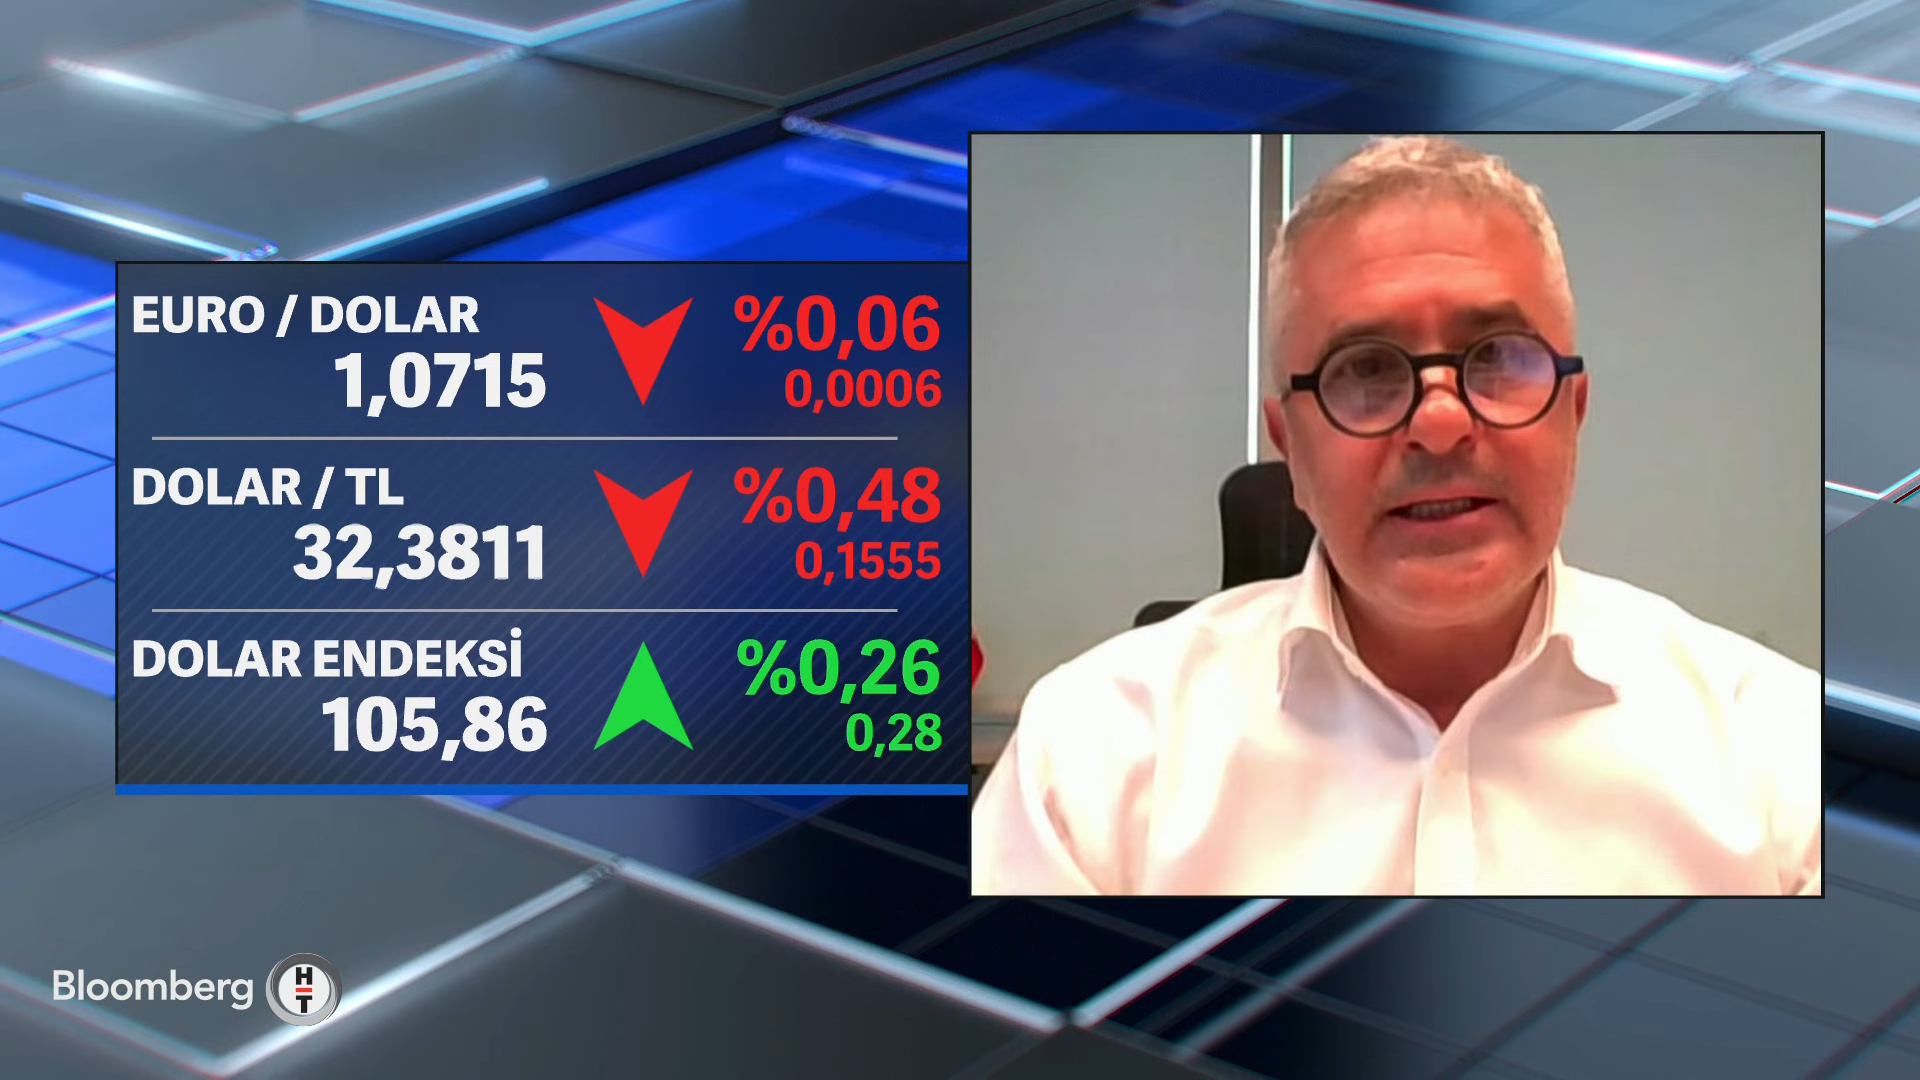 EURO / DOLAR
1,0715
%0,06
0,0006
DOLAR / TL
32,3811
%0,48
0,1555
DOLAR ENDEKSİ
105,86
%0,26
0,28
Bloomberg HT